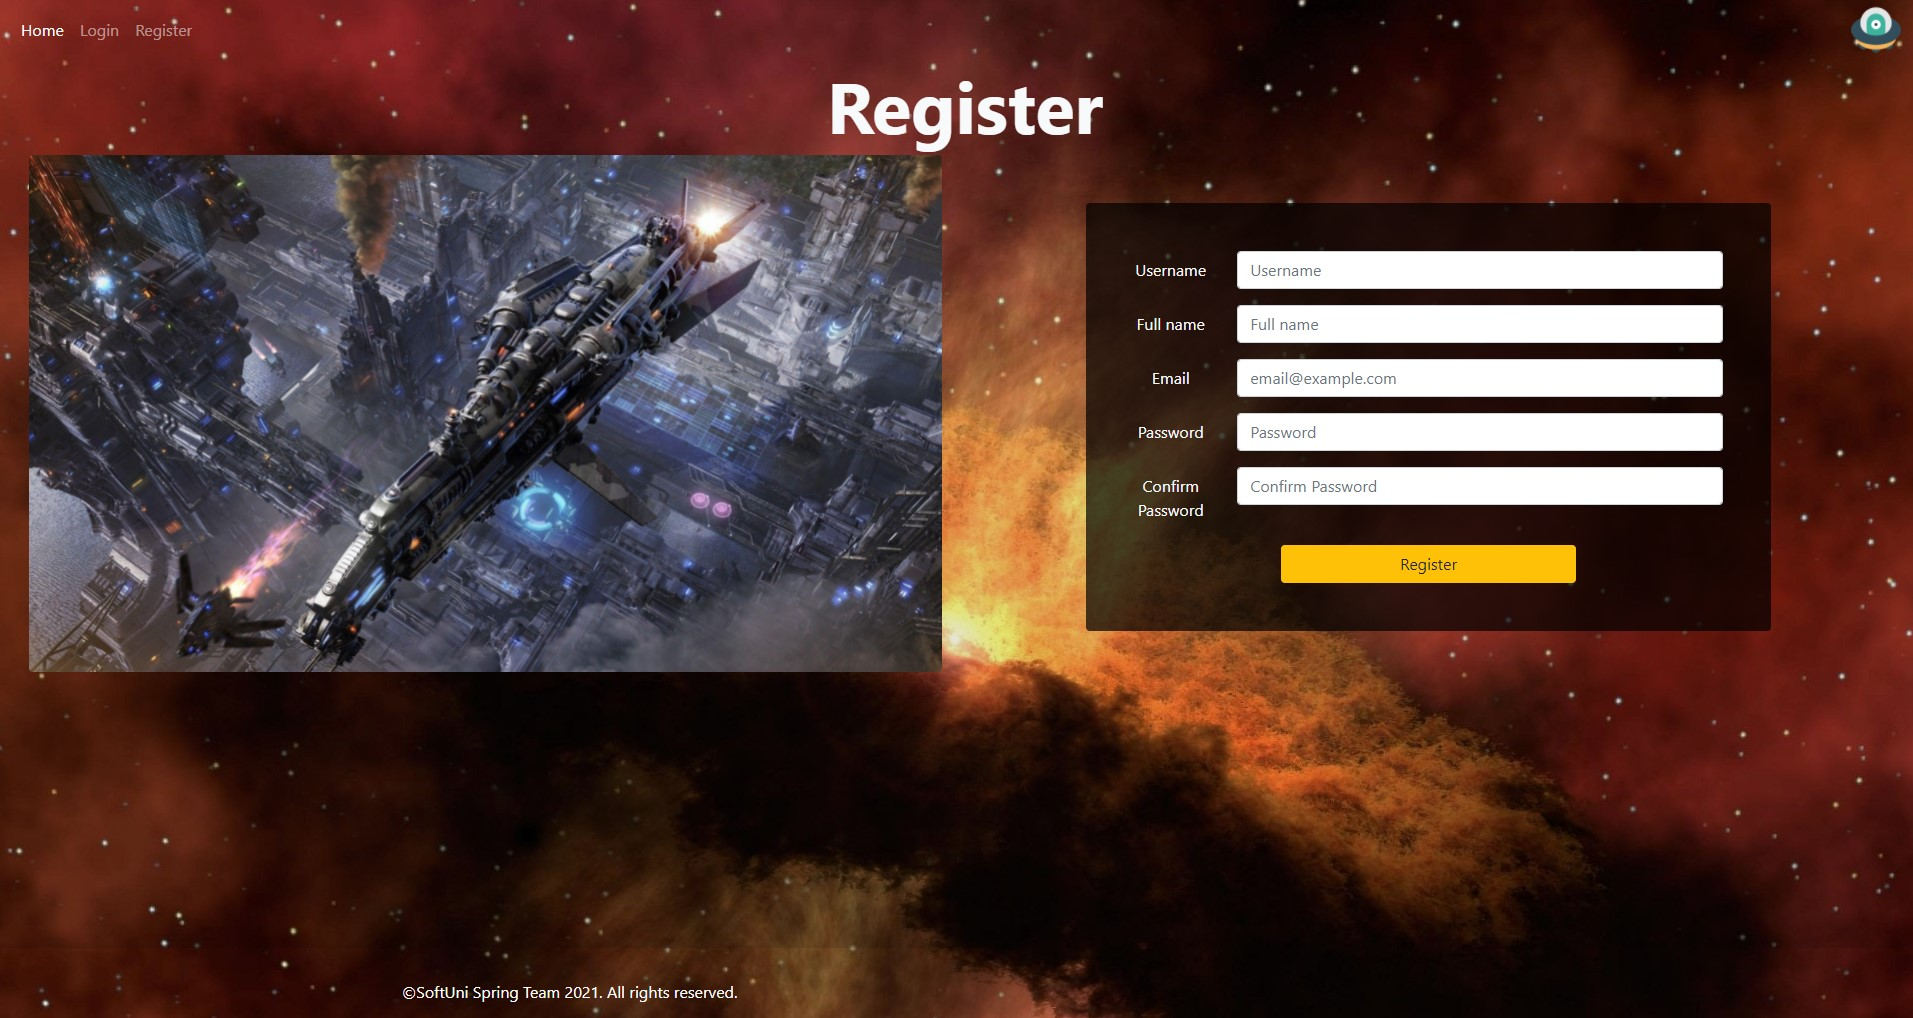 Home Login Register
Register
Username Username
Full name Full name
Email email@example.com
Password Password
Confirm Password Confirm Password
Register
©SoftUni Spring Team 2021. All rights reserved.